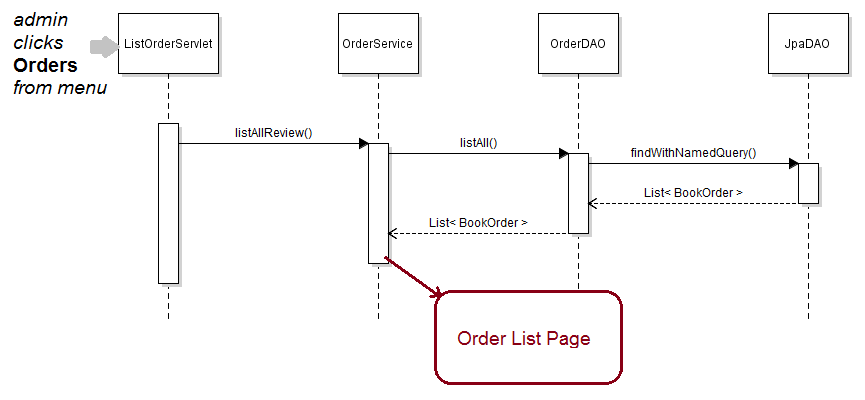 admin
clicks
Orders
from menu
ListOrderServlet
OrderService
OrderDAO
JpaDAO
listAllReview()
listAll()
findWithNamedQuery()
List< BookOrder >
List< BookOrder >
Order List Page